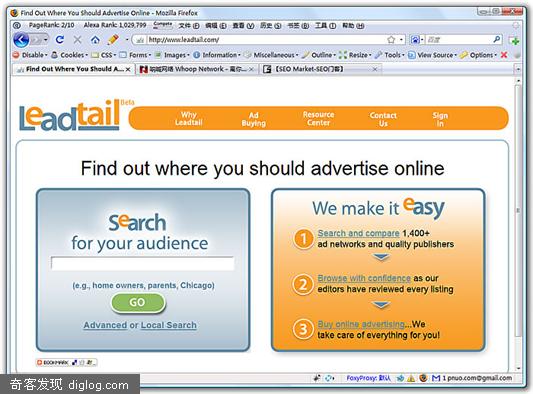 Find Out Where You Should Advertise Online - Mozilla Firefox
PageRank: 2/10 Alexa Rank: 1,029,799 Compete 文件 (F) 编辑 (E) 查看 (V) 历史 (S) 书签 (B) 工具 (T)
http://www.leadtail.com/
百度
Disable Cookies CSS Forms Images Information Miscellaneous Outline Resize Tools View Source Options
Find Out Where You Should A...
响城网络 Whoop Network - 离你...
【SEO Market-SEO门客】
Leadtail Beta
Why Leadtail
Ad Buying
Resource Center
Contact Us
Sign In
Find out where you should advertise online
Search
for your audience
(e.g., home owners, parents, Chicago)
GO
Advanced or Local Search
We make it easy
1 Search and compare 1,400+
ad networks and quality publishers
2 Browse with confidence as our
editors have reviewed every listing
3 Buy online advertising...We
take care of everything for you!
BOOKMARK
FoxyProxy: 默认 1 pnuo.com@gmail.com
奇客发现 diglog.com